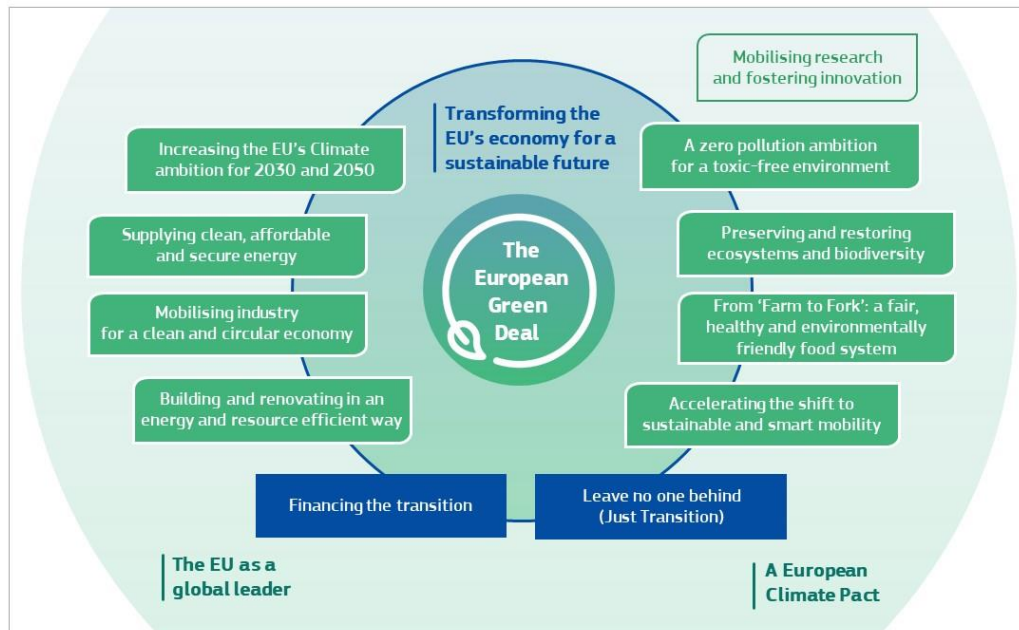 Mobilising research
and fostering innovation
Transforming the
EU's economy for a
sustainable future
Increasing the EU's Climate
ambition for 2030 and 2050
A zero pollution ambition
for a toxic-free environment
Supplying clean, affordable
and secure energy
Preserving and restoring
ecosystems and biodiversity
The
European
Green
Deal
Mobilising industry
for a clean and circular economy
From ‘Farm to Fork’: a fair,
healthy and environmentally
friendly food system
Building and renovating in an
energy and resource efficient way
Accelerating the shift to
sustainable and smart mobility
Financing the transition
Leave no one behind
(Just Transition)
The EU as a
global leader
A European
Climate Pact